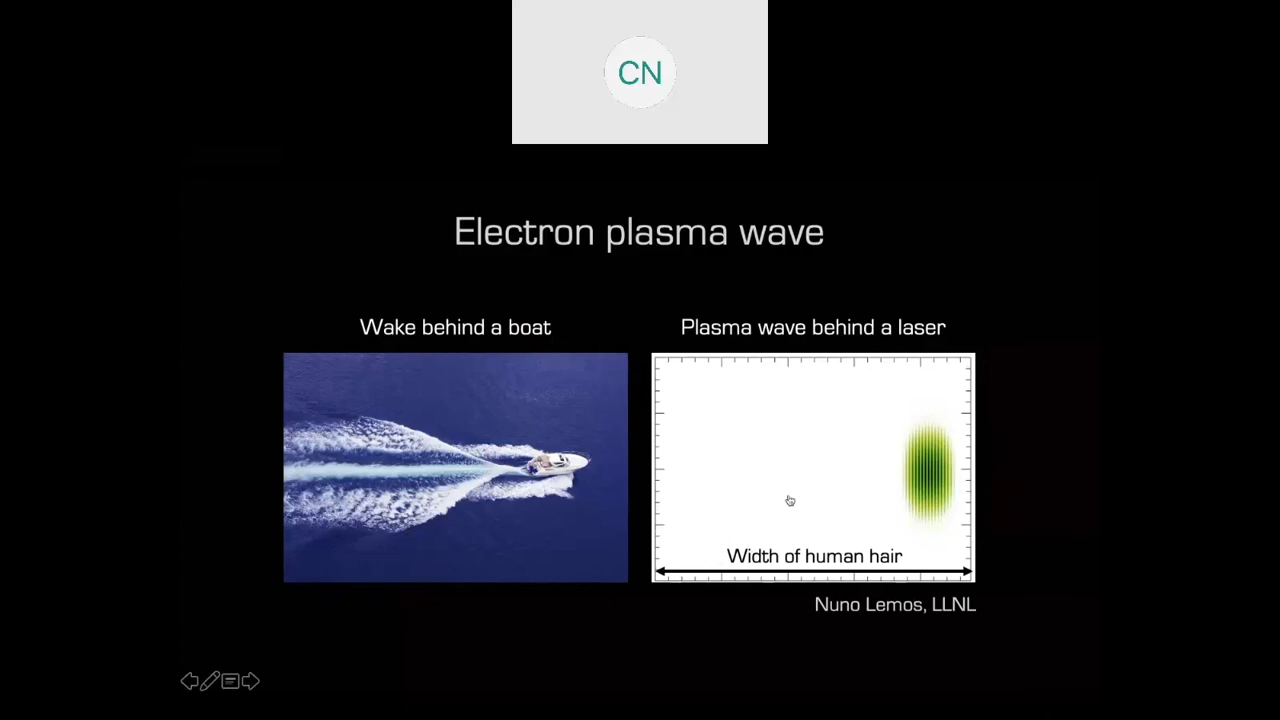 CN
Electron plasma wave
Wake behind a boat
Plasma wave behind a laser
Width of human hair
Nuno Lemos, LLNL